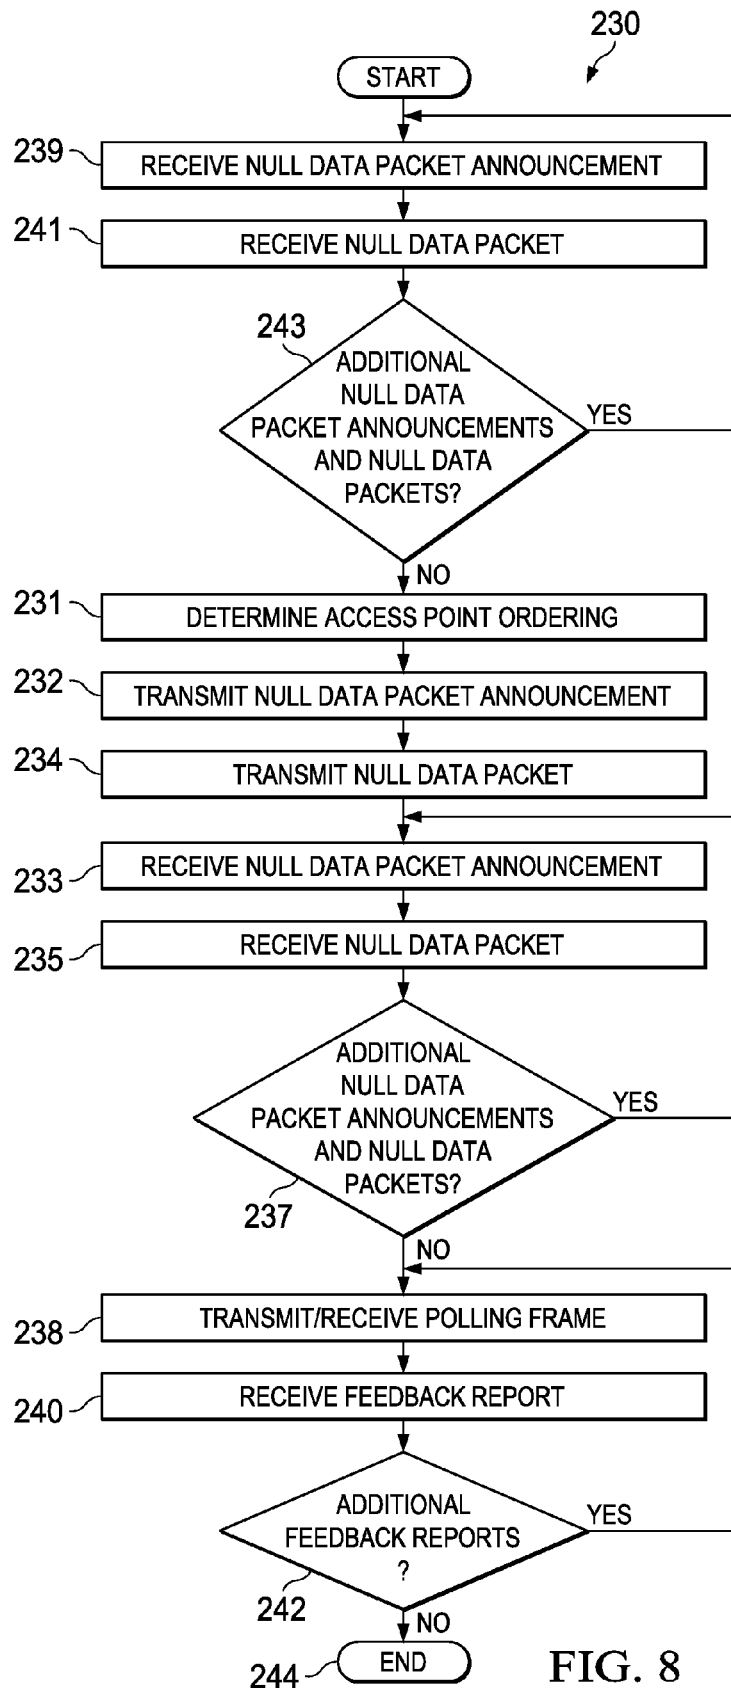 230
START
239
RECEIVE NULL DATA PACKET ANNOUNCEMENT
241
RECEIVE NULL DATA PACKET
243
ADDITIONAL
NULL DATA
PACKET ANNOUNCEMENTS
AND NULL DATA
PACKETS?
YES
NO
231
DETERMINE ACCESS POINT ORDERING
232
TRANSMIT NULL DATA PACKET ANNOUNCEMENT
234
TRANSMIT NULL DATA PACKET
233
RECEIVE NULL DATA PACKET ANNOUNCEMENT
235
RECEIVE NULL DATA PACKET
ADDITIONAL
NULL DATA
PACKET ANNOUNCEMENTS
AND NULL DATA
PACKETS?
YES
237
NO
238
TRANSMIT/RECEIVE POLLING FRAME
240
RECEIVE FEEDBACK REPORT
ADDITIONAL
FEEDBACK REPORTS
?
YES
242
NO
244
END
FIG. 8